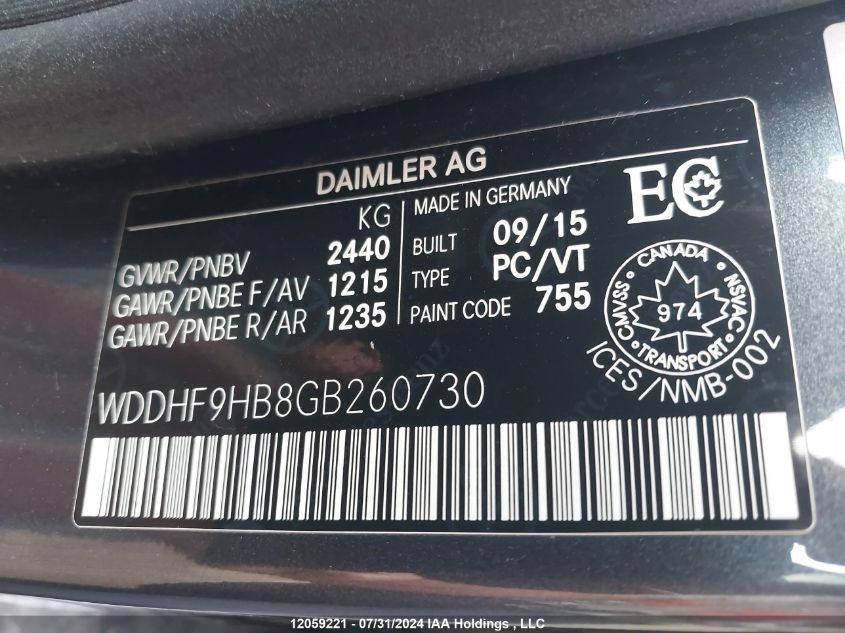 DAIMLER AG
KG
GVWR/PNBV 2440
GAWR/PNBE F/AV 1215
GAWR/PNBE R/AR 1235
MADE IN GERMANY
BUILT 09/15
TYPE PC/VT
PAINT CODE 755
EC
CANADA
CMVSS 974 NSVAC
TRANSPORT
ICES/NMB-002
WDDHF9HB8GB260730
12059221 - 07/31/2024 IAA Holdings , LLC